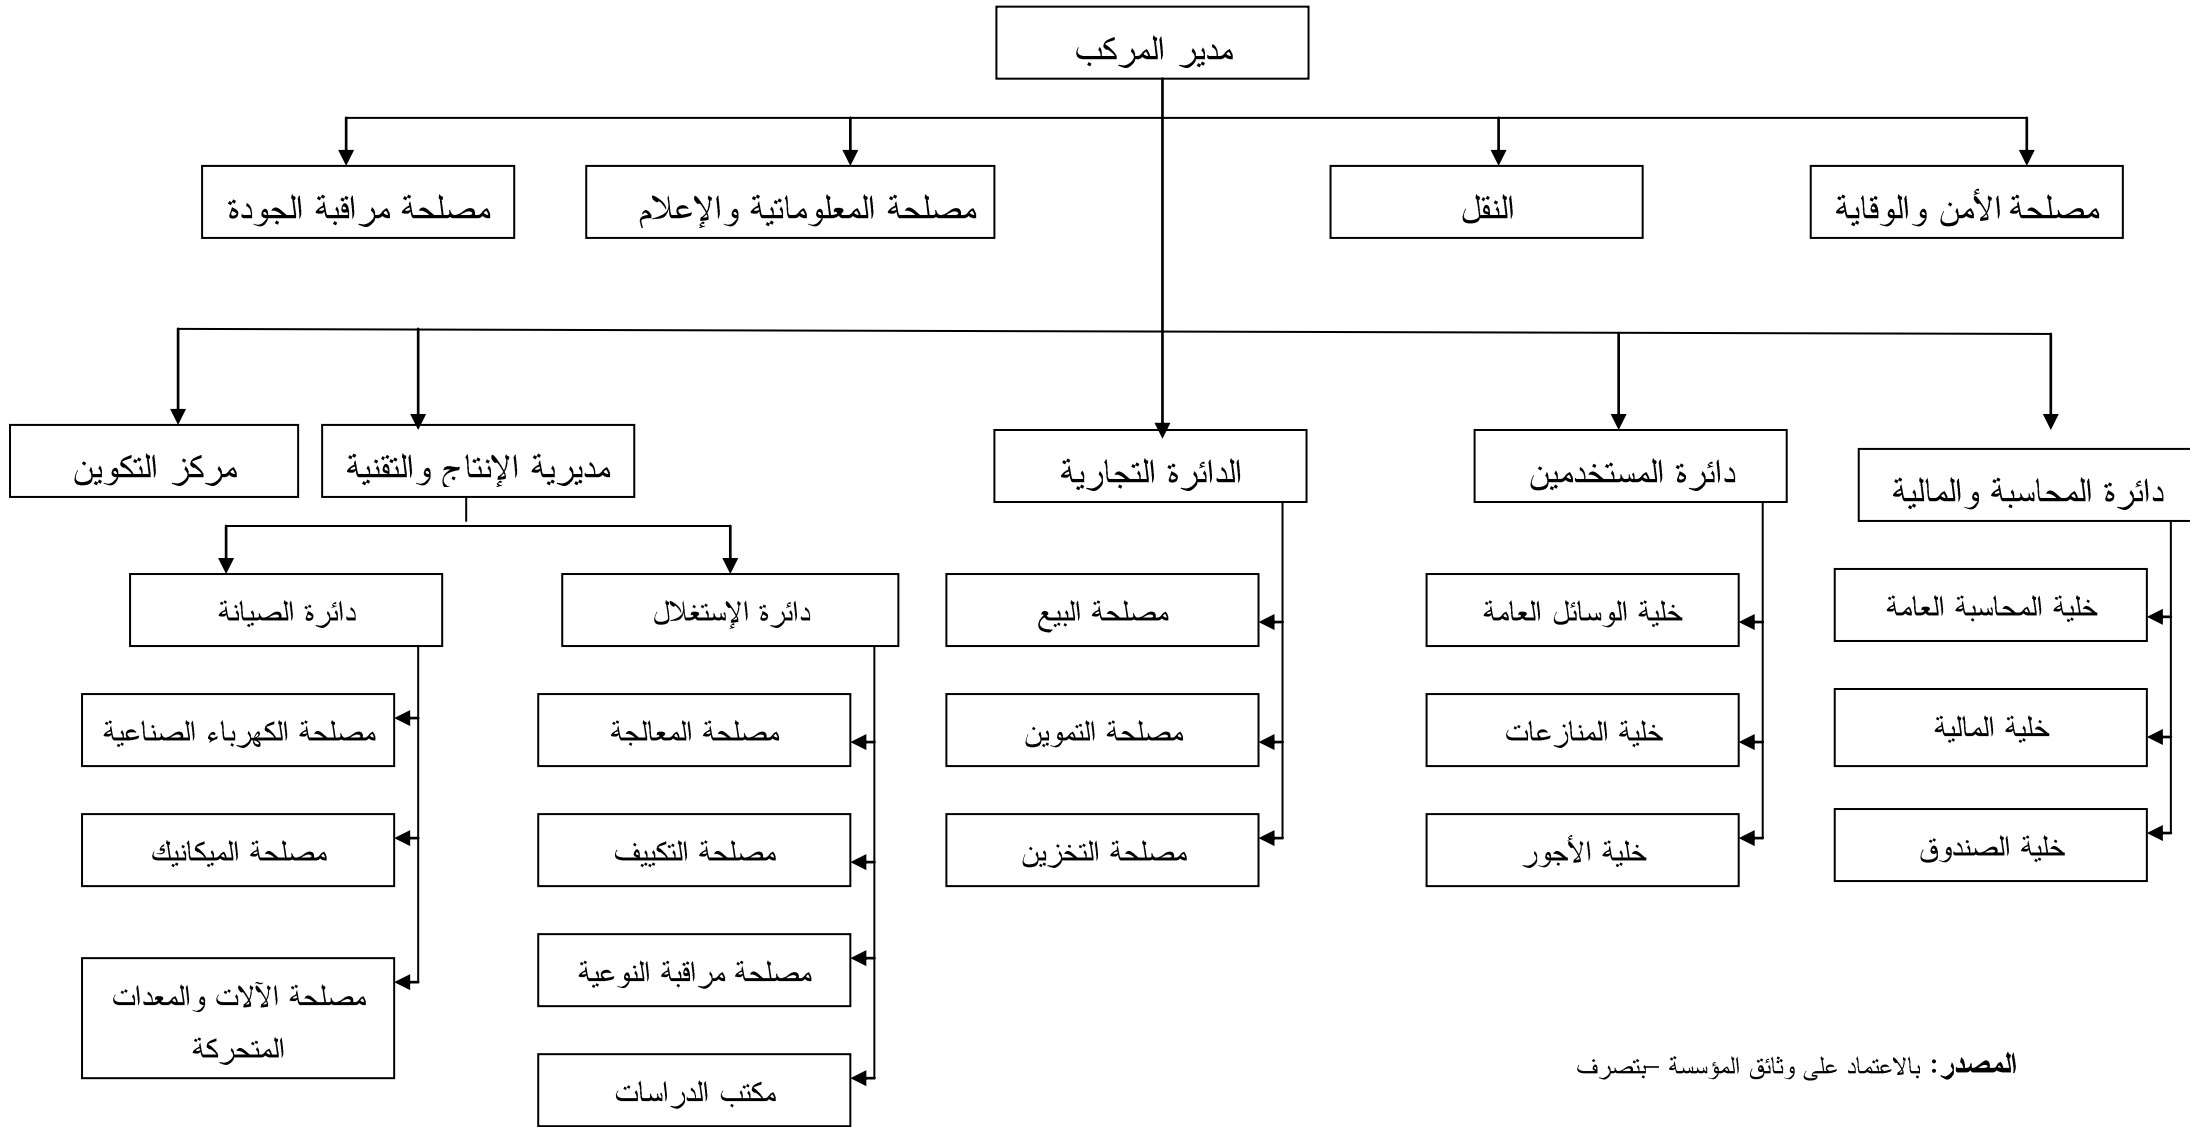 مدير المركب
مصلحة الأمن والوقاية
النقل
مصلحة المعلوماتية والإعلام
مصلحة مراقبة الجودة
دائرة المحاسبة والمالية
دائرة المستخدمين
الدائرة التجارية
مديرية الإنتاج والتقنية
مركز التكوين
خلية المحاسبة العامة
خلية الوسائل العامة
مصلحة البيع
دائرة الإستغلال
دائرة الصيانة
خلية المالية
خلية المنازعات
مصلحة التموين
مصلحة المعالجة
مصلحة الكهرباء الصناعية
خلية الصندوق
خلية الأجور
مصلحة التخزين
مصلحة التكييف
مصلحة الميكانيك
مصلحة مراقبة النوعية
مصلحة الآلات والمعدات
المتحركة
مكتب الدراسات
المصدر: بالاعتماد على وثائق المؤسسة –بتصرف